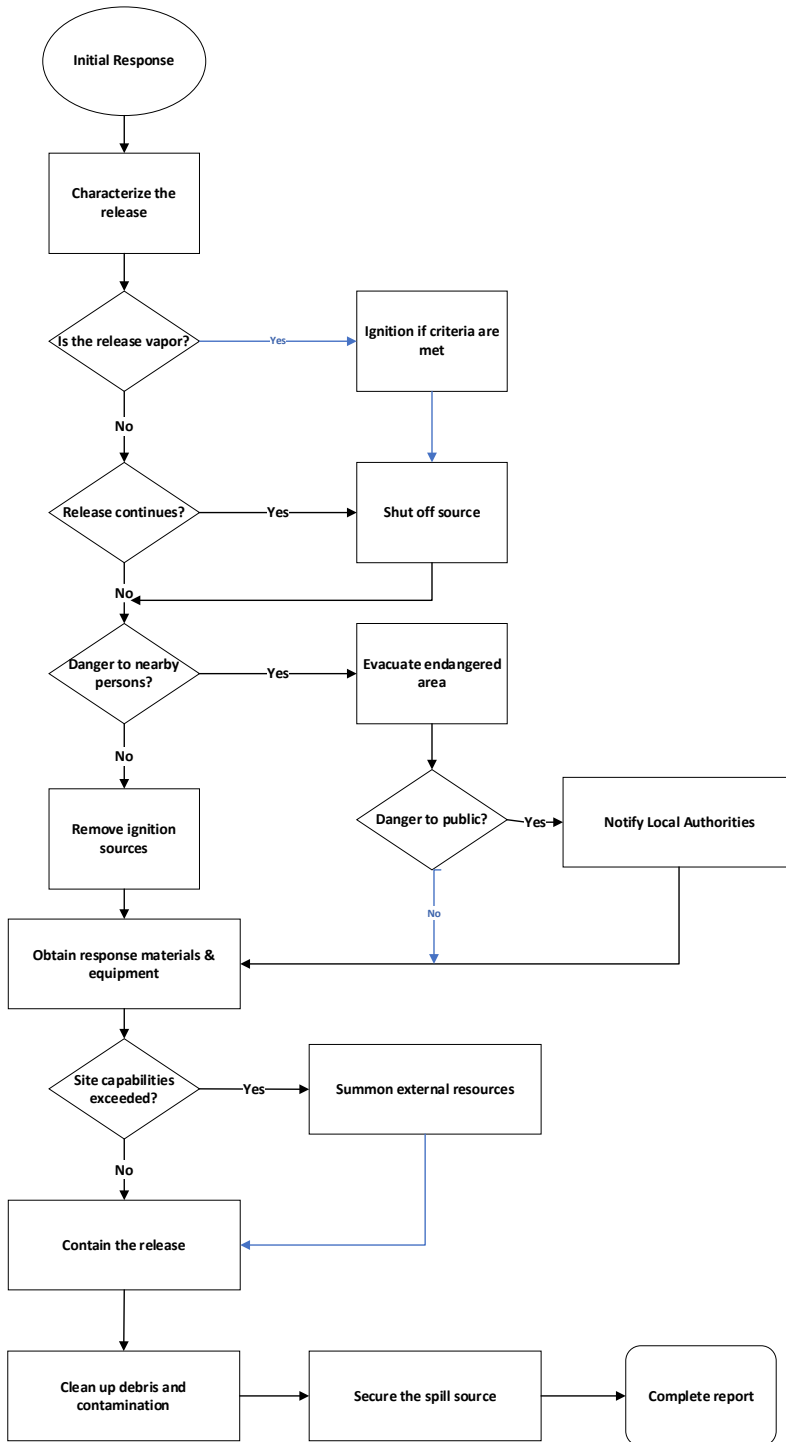 Initial Response
Characterize the
release
Is the release vapor?
Yes
Ignition if criteria are
met
No
Release continues?
Yes
Shut off source
No
Danger to nearby
persons?
Yes
Evacuate endangered
area
No
Remove ignition
sources
Danger to public?
Yes
Notify Local Authorities
No
Obtain response materials &
equipment
Site capabilities
exceeded?
Yes
Summon external resources
No
Contain the release
Clean up debris and
contamination
Secure the spill source
Complete report